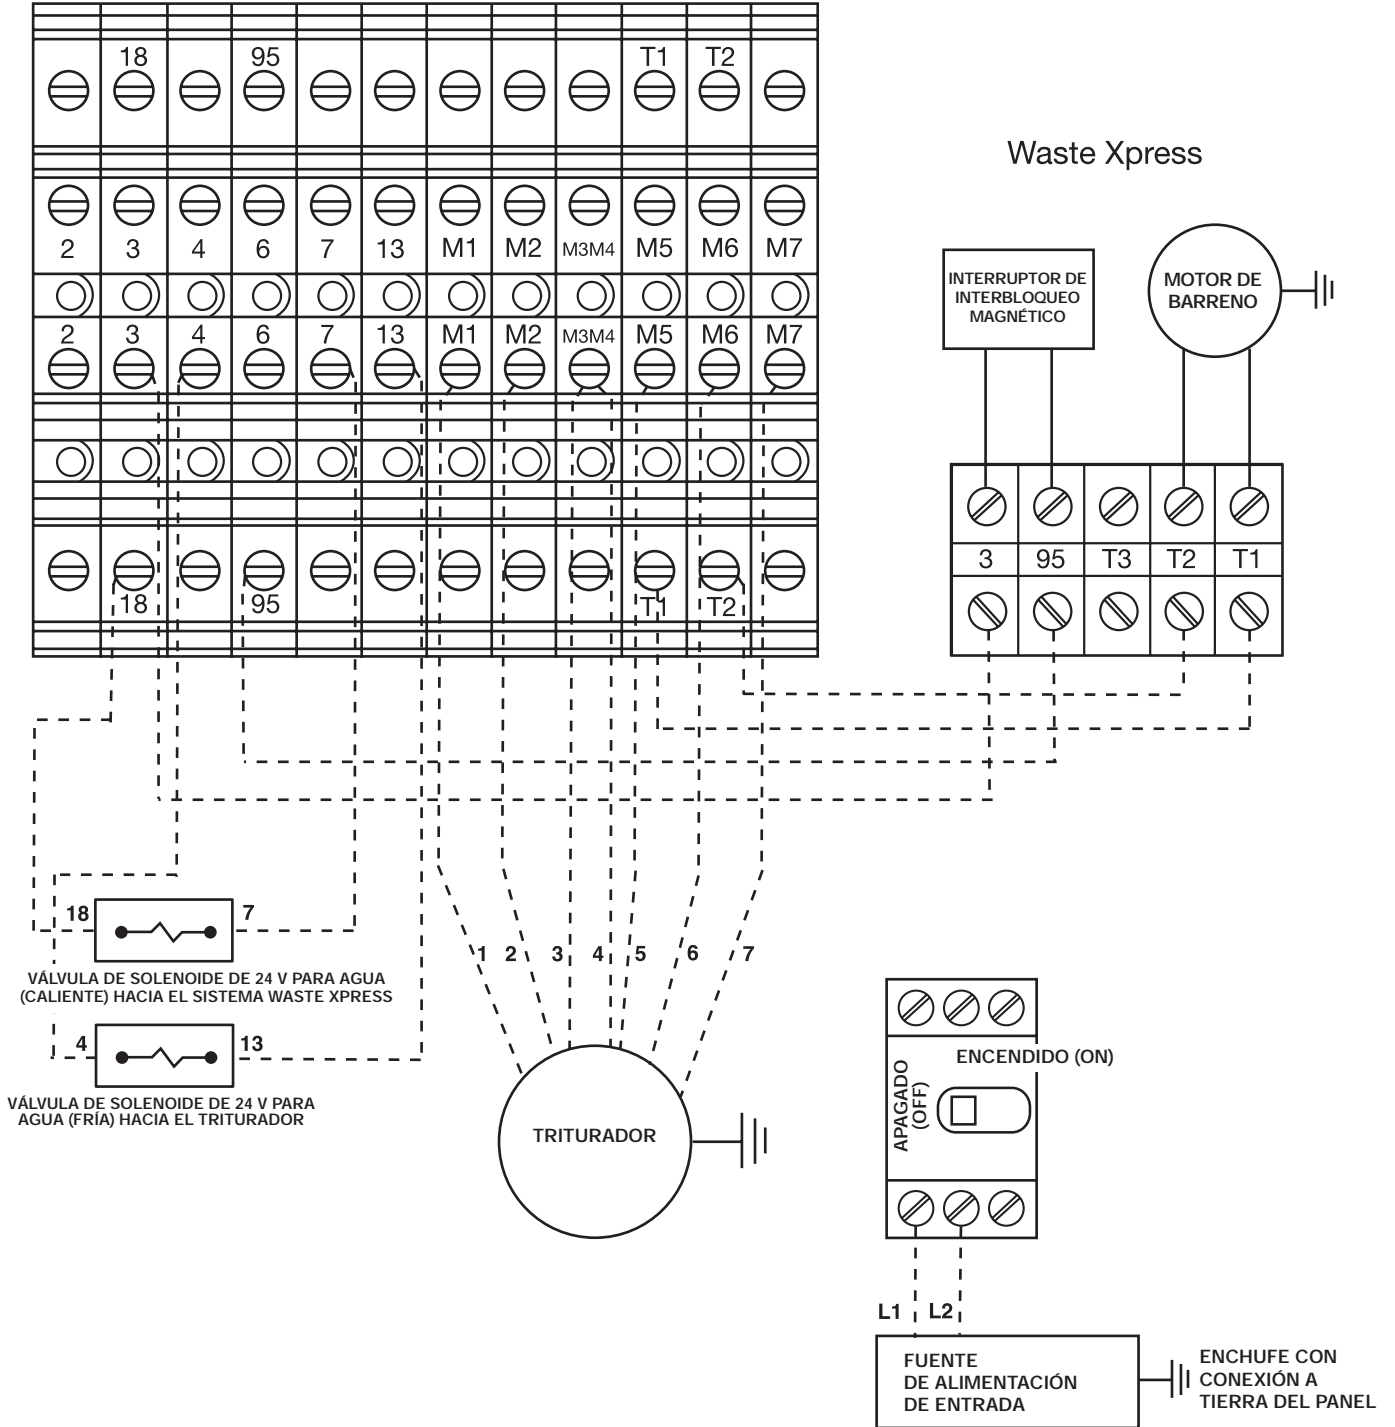 18 95 T1 T2
Waste Xpress
2 3 4 6 7 13 M1 M2 M3M4 M5 M6 M7
INTERRUPTOR DE
INTERBLOQUEO
MAGNÉTICO
MOTOR DE
BARRENO
2 3 4 6 7 13 M1 M2 M3M4 M5 M6 M7
3 95 T3 T2 T1
18 95 T1 T2
18 7
VÁLVULA DE SOLENOIDE DE 24 V PARA AGUA
(CALIENTE) HACIA EL SISTEMA WASTE XPRESS
1 2 3 4 5 6 7
4 13
VÁLVULA DE SOLENOIDE DE 24 V PARA
AGUA (FRÍA) HACIA EL TRITURADOR
TRITURADOR
ENCENDIDO (ON)
APAGADO
(OFF)
L1 L2
FUENTE
DE ALIMENTACIÓN
DE ENTRADA
ENCHUFE CON
CONEXIÓN A
TIERRA DEL PANEL